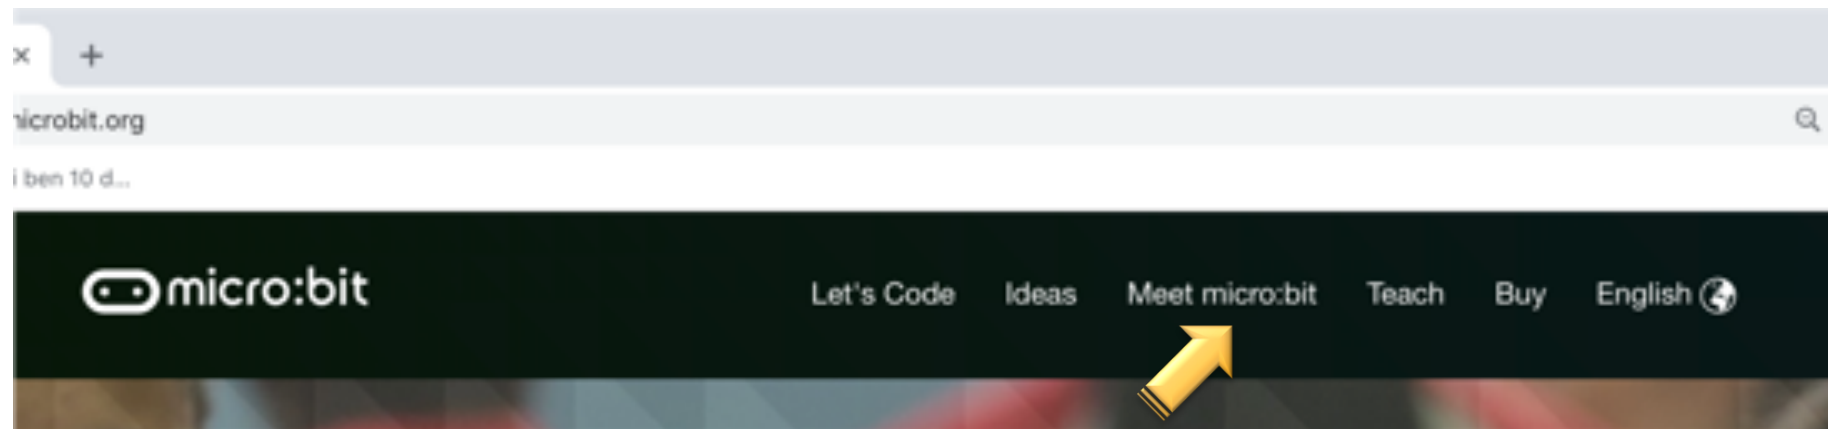 icrobit.org
i ben 10 d...
micro:bit
Let's Code Ideas Meet micro:bit Teach Buy English